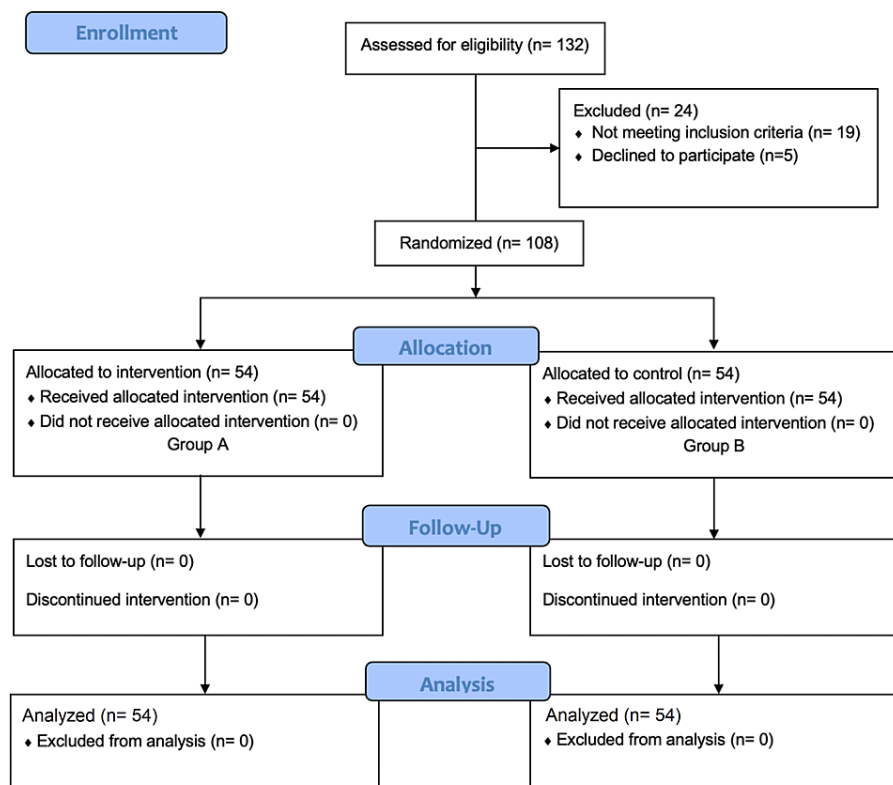 Enrollment
Assessed for eligibility (n= 132)
Excluded (n= 24)
♦ Not meeting inclusion criteria (n= 19)
♦ Declined to participate (n=5)
Randomized (n= 108)
Allocation
Allocated to intervention (n= 54)
♦ Received allocated intervention (n= 54)
♦ Did not receive allocated intervention (n= 0)
Group A
Allocated to control (n= 54)
♦ Received allocated intervention (n= 54)
♦ Did not receive allocated intervention (n= 0)
Group B
Follow-Up
Lost to follow-up (n= 0)
Discontinued intervention (n= 0)
Lost to follow-up (n= 0)
Discontinued intervention (n= 0)
Analysis
Analyzed (n= 54)
♦ Excluded from analysis (n= 0)
Analyzed (n= 54)
♦ Excluded from analysis (n= 0)